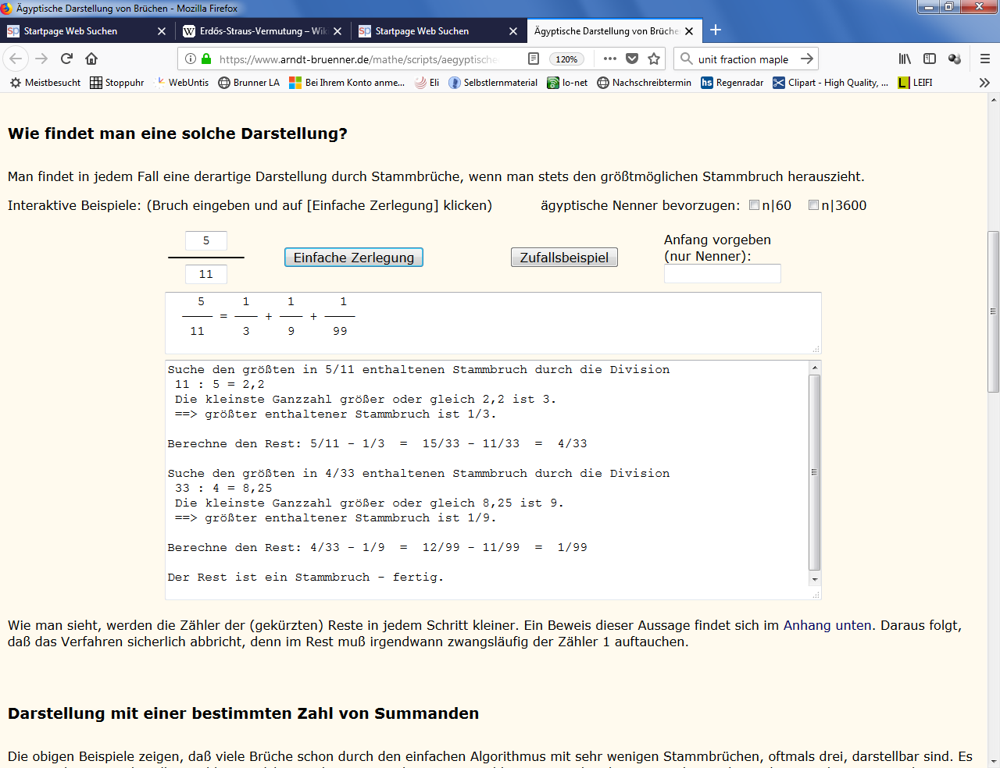 Ägyptische Darstellung von Brüchen - Mozilla Firefox
Startpage Web Suchen
Erdős-Straus-Vermutung – Wik
Startpage Web Suchen
Ägyptische Darstellung von Brüche
https://www.arndt-bruenner.de/mathe/scripts/aegyptische
120%
unit fraction maple
Meistbesucht
Stoppuhr
WebUntis
Brunner LA
Bei Ihrem Konto anme...
Eli
Selbstlernmaterial
lo-net
Nachschreibtermin
hs Regenradar
Clipart - High Quality, ...
L LEIFI
Wie findet man eine solche Darstellung?
Man findet in jedem Fall eine derartige Darstellung durch Stammbrüche, wenn man stets den größtmöglichen Stammbruch herauszieht.
Interaktive Beispiele: (Bruch eingeben und auf [Einfache Zerlegung] klicken)
ägyptische Nenner bevorzugen: n|60 n|3600
5
11
Einfache Zerlegung
Zufallsbeispiel
Anfang vorgeben
(nur Nenner):
5 1 1 1
—— = —— + —— + ——
11 3 9 99
Suche den größten in 5/11 enthaltenen Stammbruch durch die Division
11 : 5 = 2,2
Die kleinste Ganzzahl größer oder gleich 2,2 ist 3.
==> größter enthaltener Stammbruch ist 1/3.
Berechne den Rest: 5/11 - 1/3 = 15/33 - 11/33 = 4/33
Suche den größten in 4/33 enthaltenen Stammbruch durch die Division
33 : 4 = 8,25
Die kleinste Ganzzahl größer oder gleich 8,25 ist 9.
==> größter enthaltener Stammbruch ist 1/9.
Berechne den Rest: 4/33 - 1/9 = 12/99 - 11/99 = 1/99
Der Rest ist ein Stammbruch - fertig.
Wie man sieht, werden die Zähler der (gekürzten) Reste in jedem Schritt kleiner. Ein Beweis dieser Aussage findet sich im Anhang unten. Daraus folgt,
daß das Verfahren sicherlich abbricht, denn im Rest muß irgendwann zwangsläufig der Zähler 1 auftauchen.
Darstellung mit einer bestimmten Zahl von Summanden
Die obigen Beispiele zeigen, daß viele Brüche schon durch den einfachen Algorithmus mit sehr wenigen Stammbrüchen, oftmals drei, darstellbar sind. Es